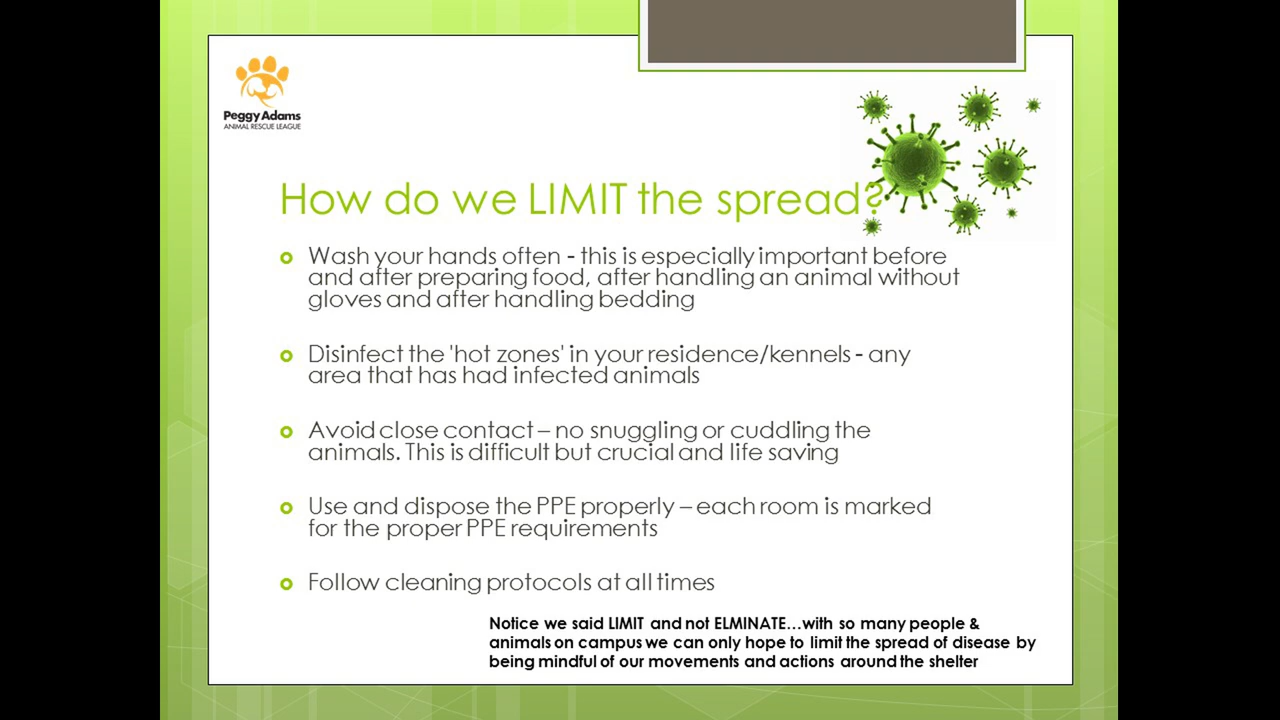 Peggy Adams
ANIMAL RESCUE LEAGUE
How do we LIMIT the spread?
Wash your hands often - this is especially important before
and after preparing food, after handling an animal without
gloves and after handling bedding
Disinfect the 'hot zones' in your residence/kennels - any
area that has had infected animals
Avoid close contact – no snuggling or cuddling the
animals. This is difficult but crucial and life saving
Use and dispose the PPE properly – each room is marked
for the proper PPE requirements
Follow cleaning protocols at all times
Notice we said LIMIT and not ELMINATE...with so many people &
animals on campus we can only hope to limit the spread of disease by
being mindful of our movements and actions around the shelter